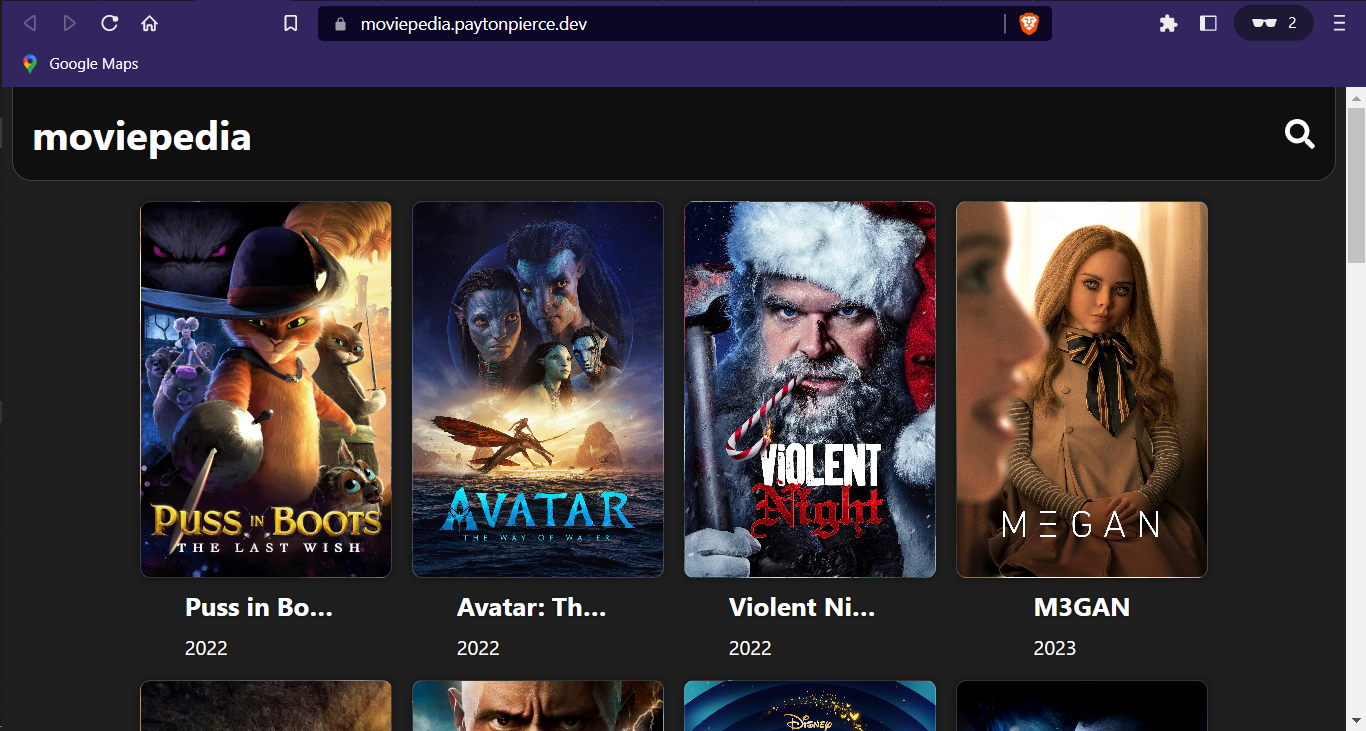 moviepedia.paytonpierce.dev
2
Google Maps
moviepedia
PUSS IN BOOTS
THE LAST WISH
AVATAR
THE WAY OF WATER
VIOLENT
Night
M Ξ G A N
Puss in Bo...
Avatar: Th...
Violent Ni...
M3GAN
2022
2022
2022
2023
Disney